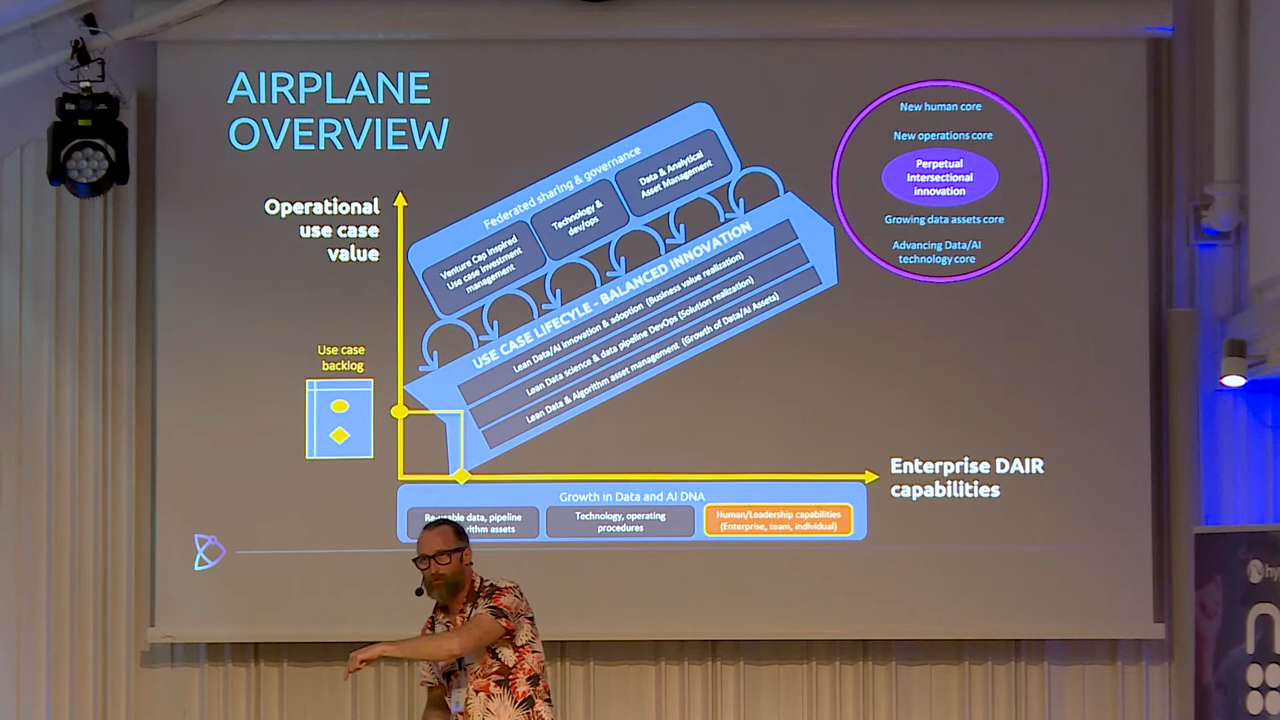 AIRPLANE
OVERVIEW
Operational
use case
value
Use case
backlog
Federated sharing & governance
Venture Cap inspired
Use case investment
management
Technology &
dev/ops
Data & Analytical
Asset Management
USE CASE LIFECYLE - BALANCED INNOVATION
Lean Data/AI Innovation & adoption (Business value realization)
Lean Data science & data pipeline DevOps (Solution realization)
Lean Data & Algorithm asset management (Growth of Data/AI Assets)
New human core
New operations core
Perpetual
Intersectional
innovation
Growing data assets core
Advancing Data/AI
technology core
Enterprise DAIR
capabilities
Growth in Data and AI DNA
data, pipeline
assets
Technology, operating
procedures
Human/Leadership capabilities
(Enterprise, team, individual)
hy